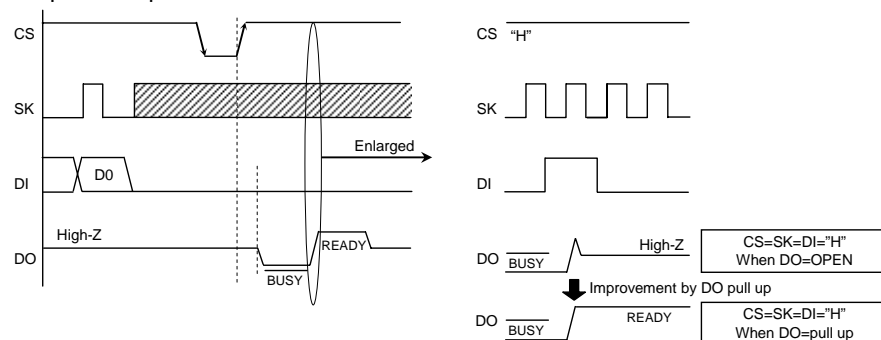 CS
SK
DI
D0
DO
High-Z
BUSY
READY
Enlarged
CS
"H"
SK
DI
DO
BUSY
High-Z
CS=SK=DI="H"
When DO=OPEN
Improvement by DO pull up
DO
BUSY
READY
CS=SK=DI="H"
When DO=pull up